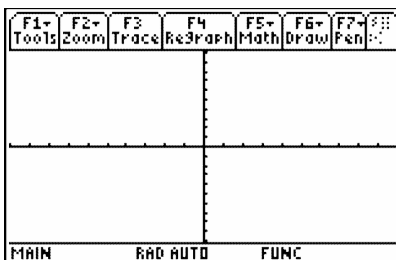 F1 F2 F3 F4 F5 F6 F7
Tools Zoom Trace ReGraph Math Draw Pen
MAIN RAD AUTO FUNC